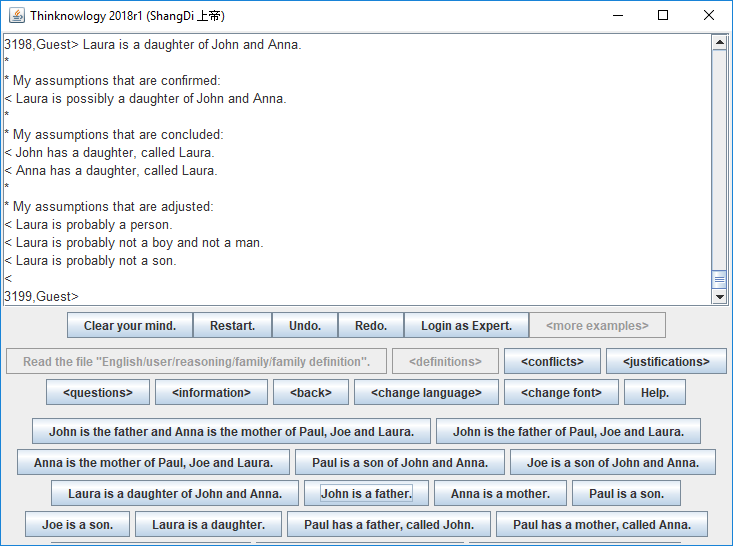 Thinknowlogy 2018r1 (ShangDi 上帝)
3198,Guest> Laura is a daughter of John and Anna.
*
* My assumptions that are confirmed:
< Laura is possibly a daughter of John and Anna.
*
* My assumptions that are concluded:
< John has a daughter, called Laura.
< Anna has a daughter, called Laura.
*
* My assumptions that are adjusted:
< Laura is probably a person.
< Laura is probably not a boy and not a man.
< Laura is probably not a son.
<
3199,Guest>
Clear your mind. Restart. Undo. Redo. Login as Expert. <more examples>
Read the file "English/user/reasoning/family/family definition". <definitions> <conflicts> <justifications>
<questions> <information> <back> <change language> <change font> Help.
John is the father and Anna is the mother of Paul, Joe and Laura. John is the father of Paul, Joe and Laura.
Anna is the mother of Paul, Joe and Laura. Paul is a son of John and Anna. Joe is a son of John and Anna.
Laura is a daughter of John and Anna. John is a father. Anna is a mother. Paul is a son.
Joe is a son. Laura is a daughter. Paul has a father, called John. Paul has a mother, called Anna.